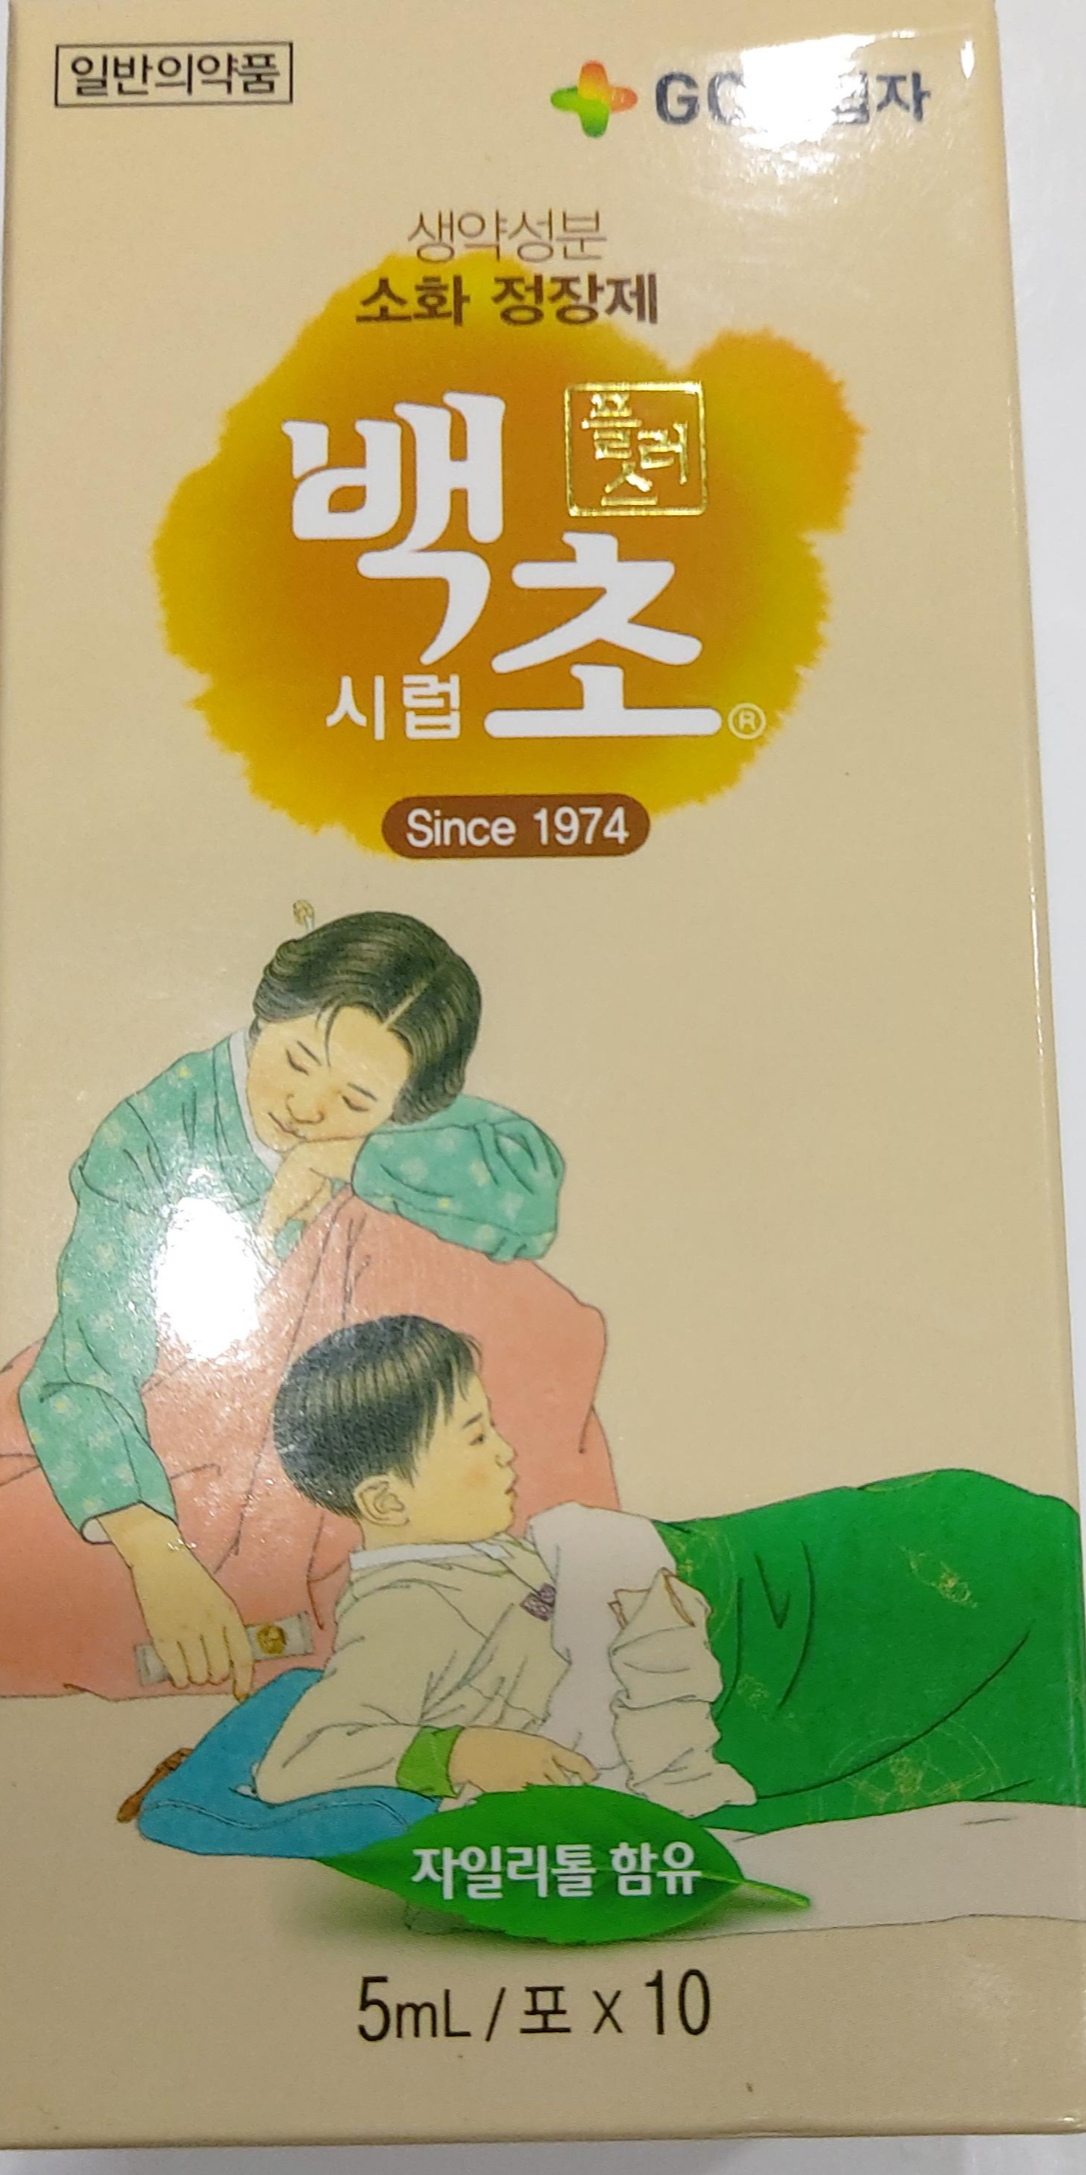 일반의약품
생약성분
소화 정장제
백초
플러스
시럽
®
Since 1974
자일리톨 함유
5mL / 포 X 10